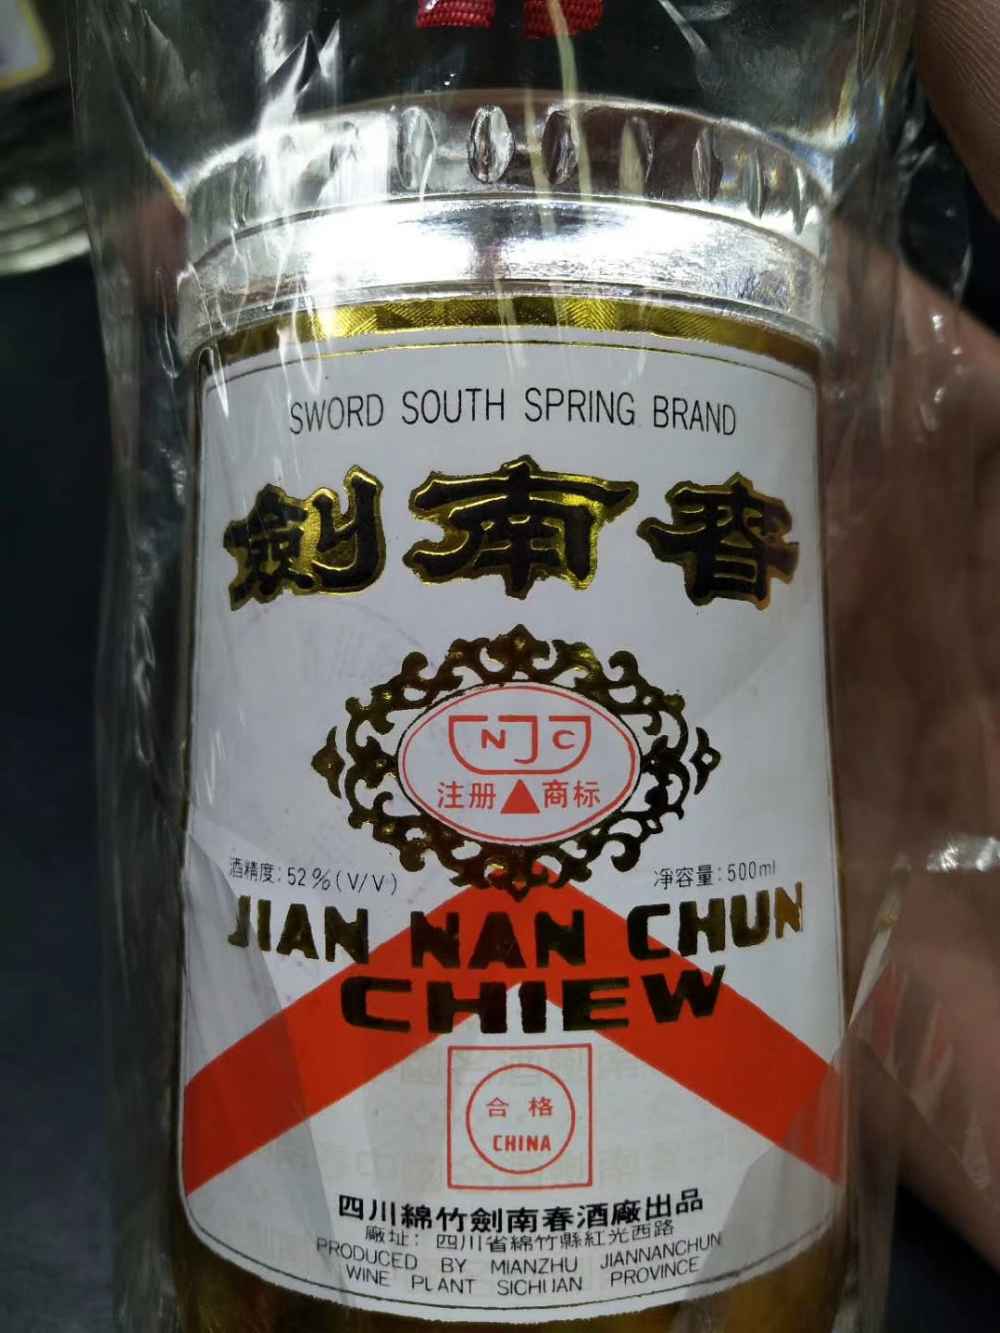 SWORD SOUTH SPRING BRAND
劍南春
NJC
注册 商标
酒精度:52%(V/V)
凈容量:500ml
JIAN NAN CHUN
CHIEW
合格
CHINA
四川綿竹劍南春酒廠出品
廠址:四川省綿竹縣紅光西路
PRODUCED BY MIANZHU JIANNANCHUN
WINE PLANT SICHUAN PROVINCE